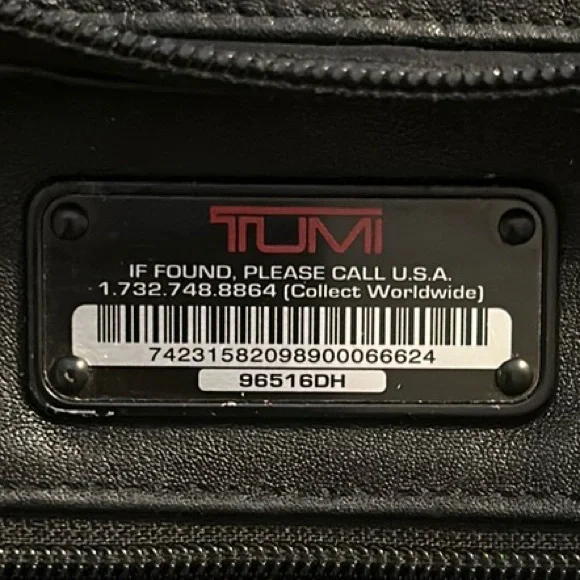 TUMI
IF FOUND, PLEASE CALL U.S.A.
1.732.748.8864 (Collect Worldwide)
74231582098900066624
96516DH